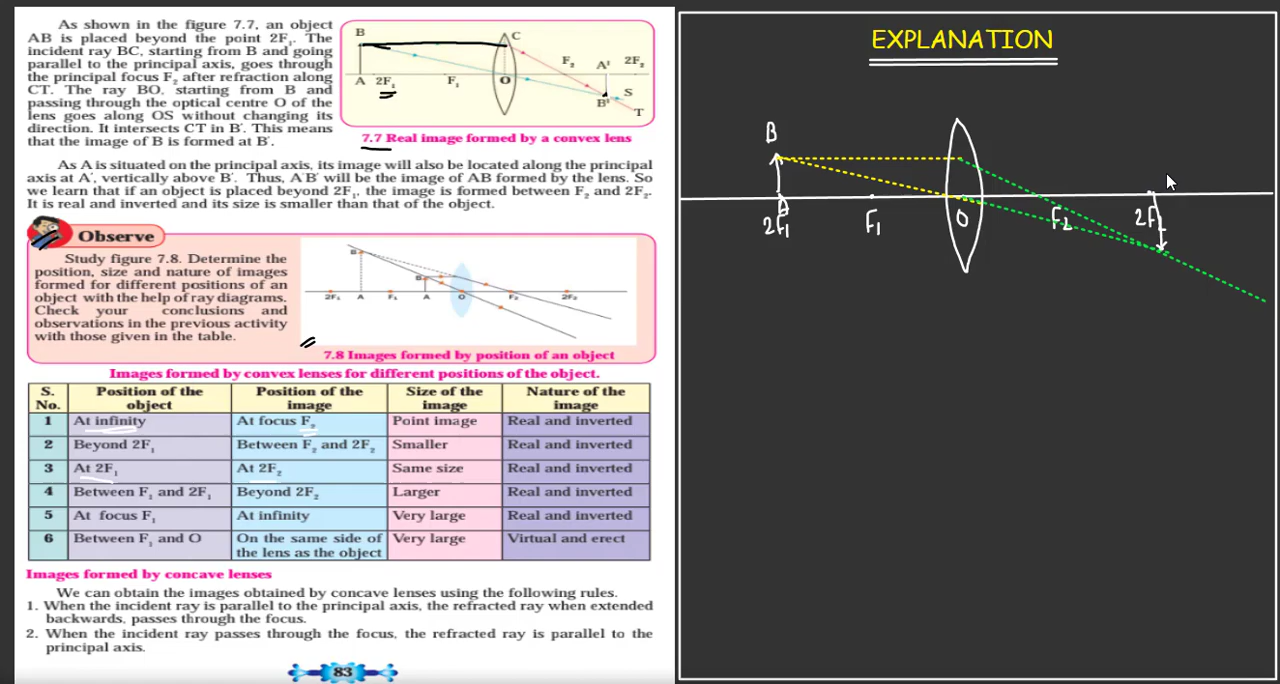 As shown in the figure 7.7, an object
AB is placed beyond the point 2F₁. The
incident ray BC, starting from B and going
parallel to the principal axis, goes through
the principal focus F₂ after refraction along
CT. The ray BO, starting from B and
passing through the optical centre O of the
lens goes along OS without changing its
direction. It intersects CT in B'. This means
that the image of B is formed at B'.
B
C
F₂
A'
2F₂
A
2F₁
F₁
O
S
B'
T
7.7 Real image formed by a convex lens
As A is situated on the principal axis, its image will also be located along the principal
axis at A', vertically above B'. Thus, A'B' will be the image of AB formed by the lens. So
we learn that if an object is placed beyond 2F₁, the image is formed between F₂ and 2F₂.
It is real and inverted and its size is smaller than that of the object.
Observe
Study figure 7.8. Determine the
position, size and nature of images
formed for different positions of an
object with the help of ray diagrams.
Check your conclusions and
observations in the previous activity
with those given in the table.
B
B
2F₁ A F₁ A O F₂ 2F₂
7.8 Images formed by position of an object
Images formed by convex lenses for different positions of the object.
S. No. Position of the object Position of the image Size of the image Nature of the image
1 At infinity At focus F₂ Point image Real and inverted
2 Beyond 2F₁ Between F₂ and 2F₂ Smaller Real and inverted
3 At 2F₁ At 2F₂ Same size Real and inverted
4 Between F₁ and 2F₁ Beyond 2F₂ Larger Real and inverted
5 At focus F₁ At infinity Very large Real and inverted
6 Between F₁ and O On the same side of the lens as the object Very large Virtual and erect
Images formed by concave lenses
We can obtain the images obtained by concave lenses using the following rules.
1. When the incident ray is parallel to the principal axis, the refracted ray when extended
backwards, passes through the focus.
2. When the incident ray passes through the focus, the refracted ray is parallel to the
principal axis.
83
EXPLANATION
B
A
2F₁ F₁ O F₂ 2F